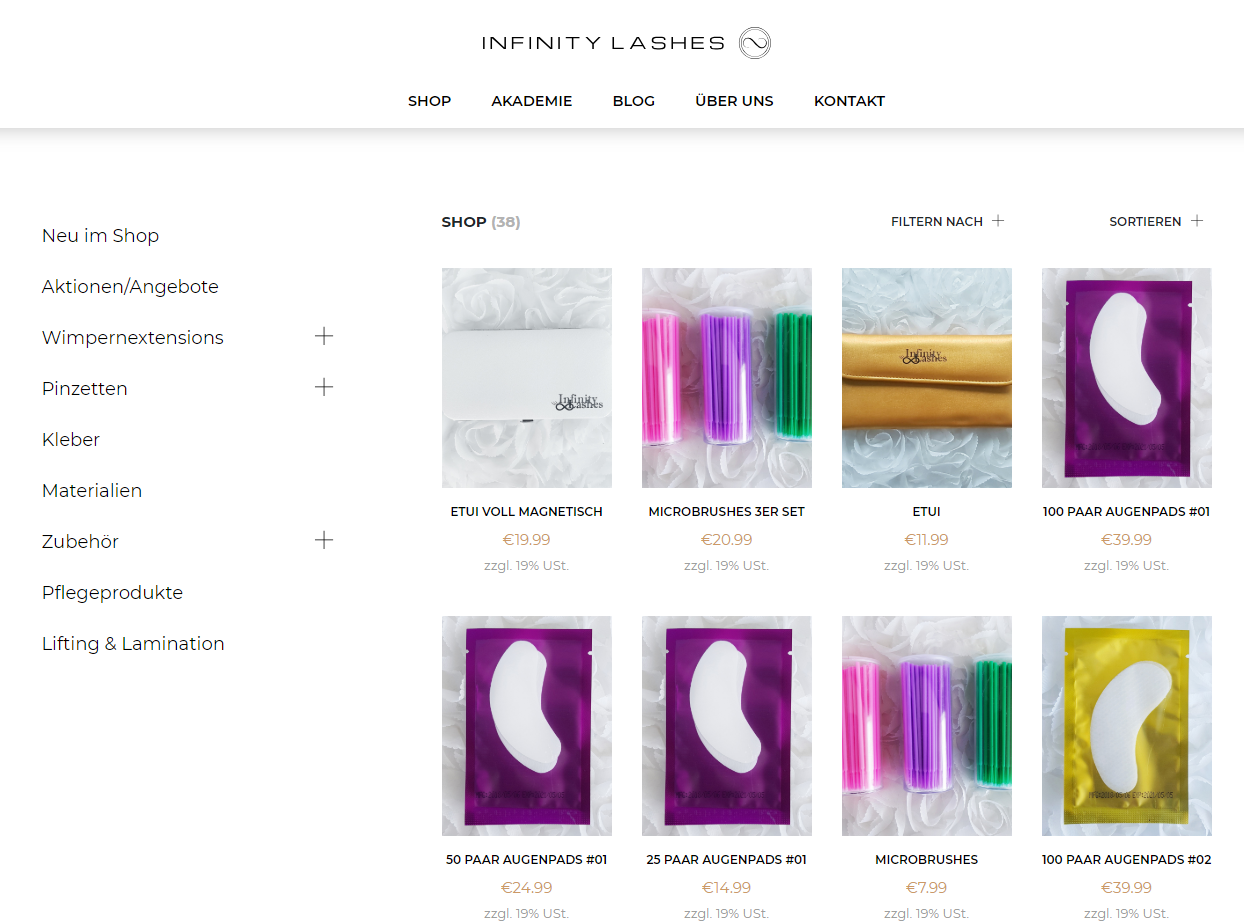 INFINITY LASHES
SHOP AKADEMIE BLOG ÜBER UNS KONTAKT
Neu im Shop
Aktionen/Angebote
Wimpernextensions
Pinzetten
Kleber
Materialien
Zubehör
Pflegeprodukte
Lifting & Lamination
SHOP (38)
FILTERN NACH
SORTIEREN
Infinity
Lashes
Infinity
Lashes
ETUI VOLL MAGNETISCH
€19.99
zzgl. 19% USt.
MICROBRUSHES 3ER SET
€20.99
zzgl. 19% USt.
ETUI
€11.99
zzgl. 19% USt.
100 PAAR AUGENPADS #01
€39.99
zzgl. 19% USt.
50 PAAR AUGENPADS #01
€24.99
zzgl. 19% USt.
25 PAAR AUGENPADS #01
€14.99
zzgl. 19% USt.
MICROBRUSHES
€7.99
zzgl. 19% USt.
100 PAAR AUGENPADS #02
€39.99
zzgl. 19% USt.